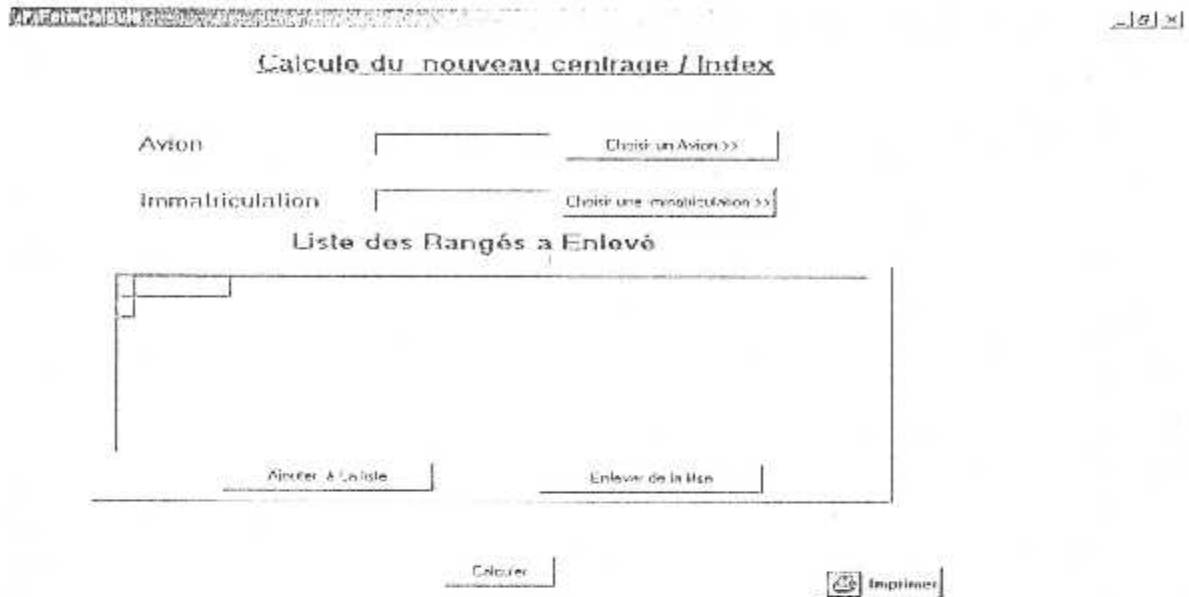 FormCalcule
Calcule du nouveau centrage / Index
Avion
Choisir un Avion >>
Immatriculation
Choisir une immatriculation >>
Liste des Rangés a Enlevé
Ajouter à La liste
Enlever de la liste
Calculer
Imprimer